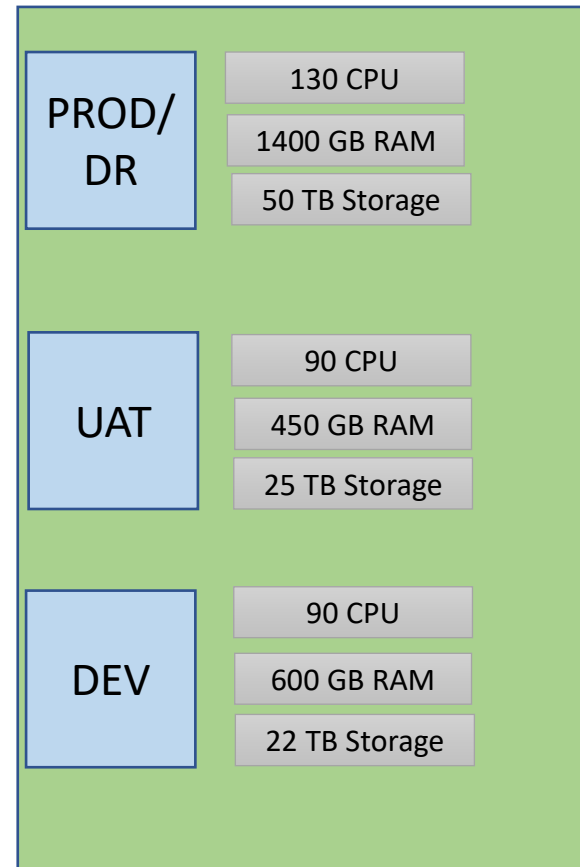 PROD/
DR
130 CPU
1400 GB RAM
50 TB Storage
UAT
90 CPU
450 GB RAM
25 TB Storage
DEV
90 CPU
600 GB RAM
22 TB Storage